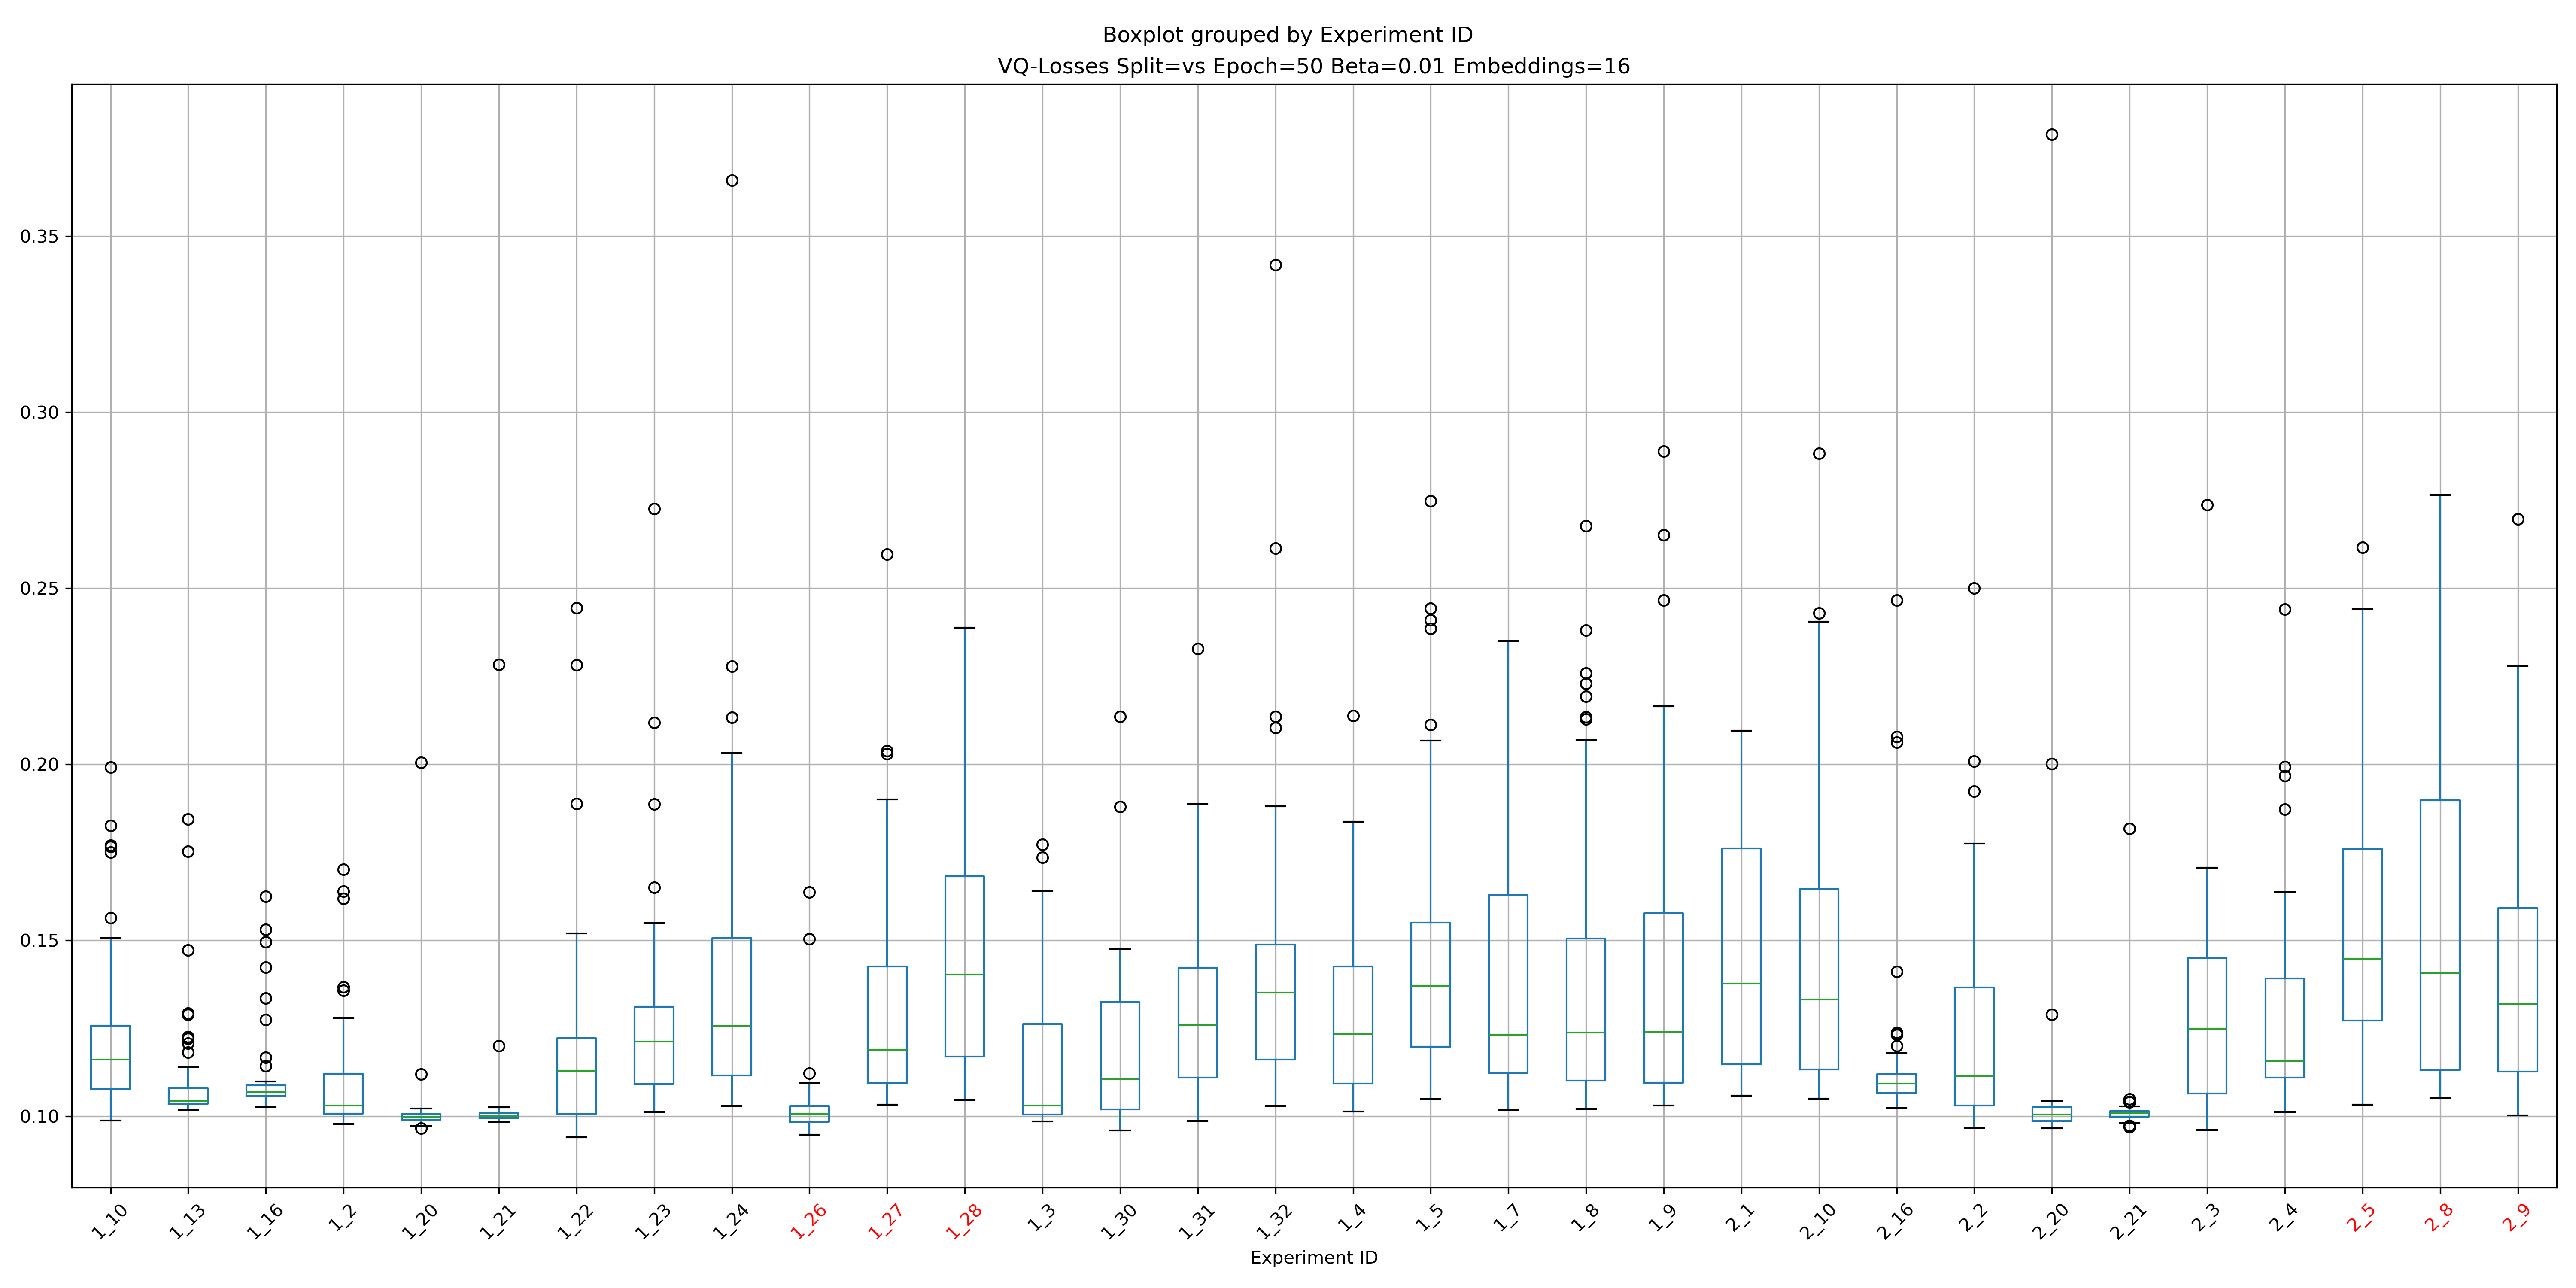 Boxplot grouped by Experiment ID
VQ-Losses Split=vs Epoch=50 Beta=0.01 Embeddings=16
0.35
0.30
0.25
0.20
0.15
0.10
1_10 1_13 1_16 1_2 1_20 1_21 1_22 1_23 1_24 1_26 1_27 1_28 1_3 1_30 1_31 1_32 1_4 1_5 1_7 1_8 1_9 2_1 2_10 2_16 2_2 2_20 2_21 2_3 2_4 2_5 2_8 2_9
Experiment ID